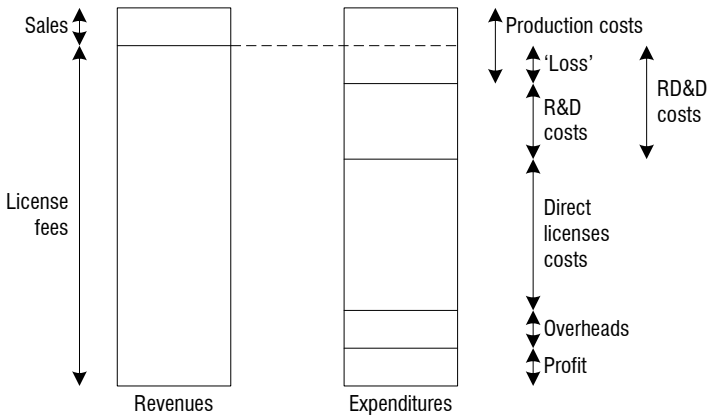 Sales
Production costs
‘Loss’
RD&D
costs
R&D
costs
License
fees
Direct
licenses
costs
Overheads
Profit
Revenues
Expenditures